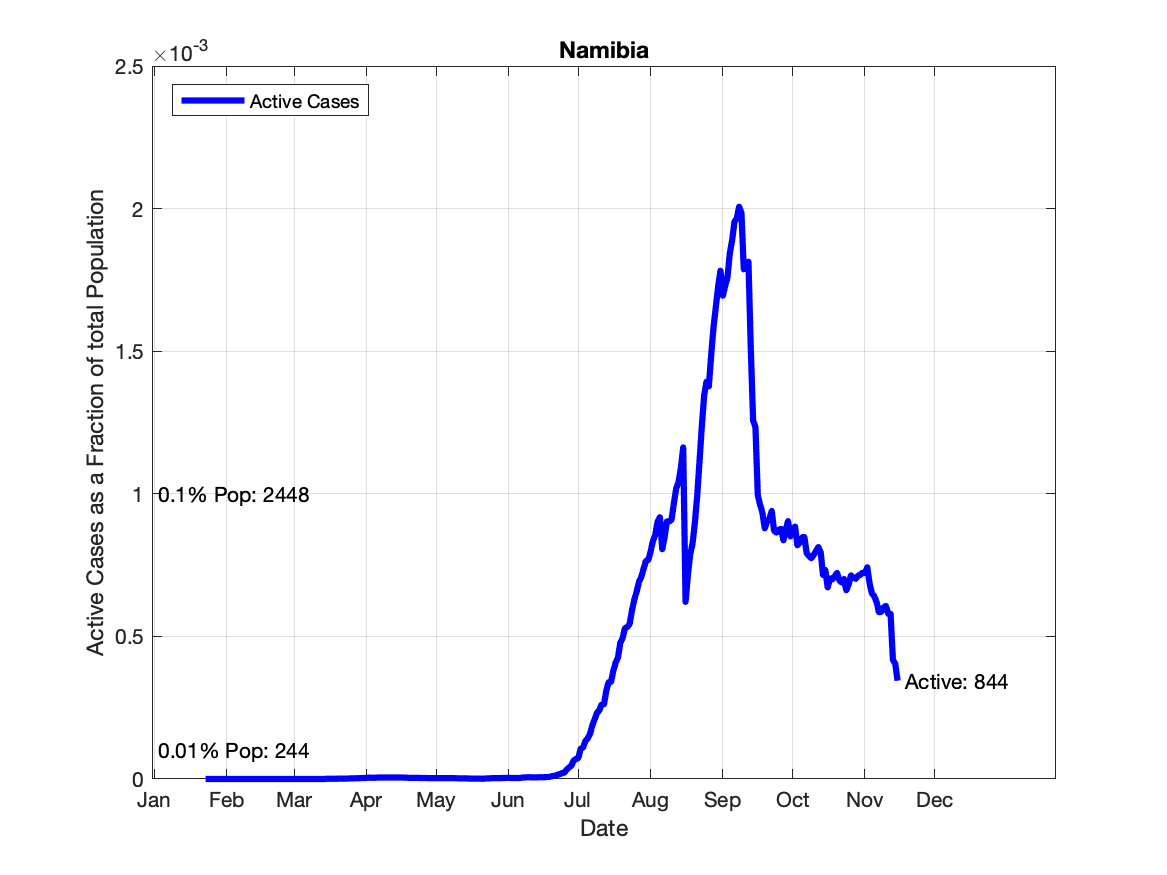 Namibia
×10-3
2.5
2
1.5
1
0.5
0
Active Cases
Active Cases as a Fraction of total Population
0.1% Pop: 2448
0.01% Pop: 244
Active: 844
Jan Feb Mar Apr May Jun Jul Aug Sep Oct Nov Dec
Date